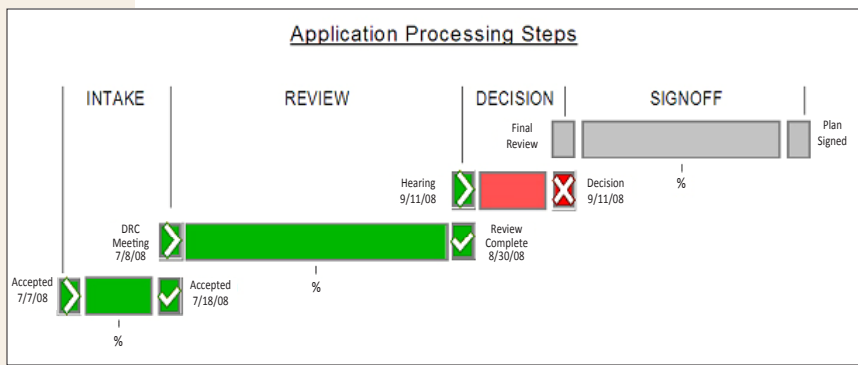 Application Processing Steps
INTAKE
REVIEW
DECISION
SIGNOFF
Final
Review
Plan
Signed
%
Hearing
9/11/08
Decision
9/11/08
DRC
Meeting
7/8/08
Review
Complete
8/30/08
%
Accepted
7/7/08
Accepted
7/18/08
%